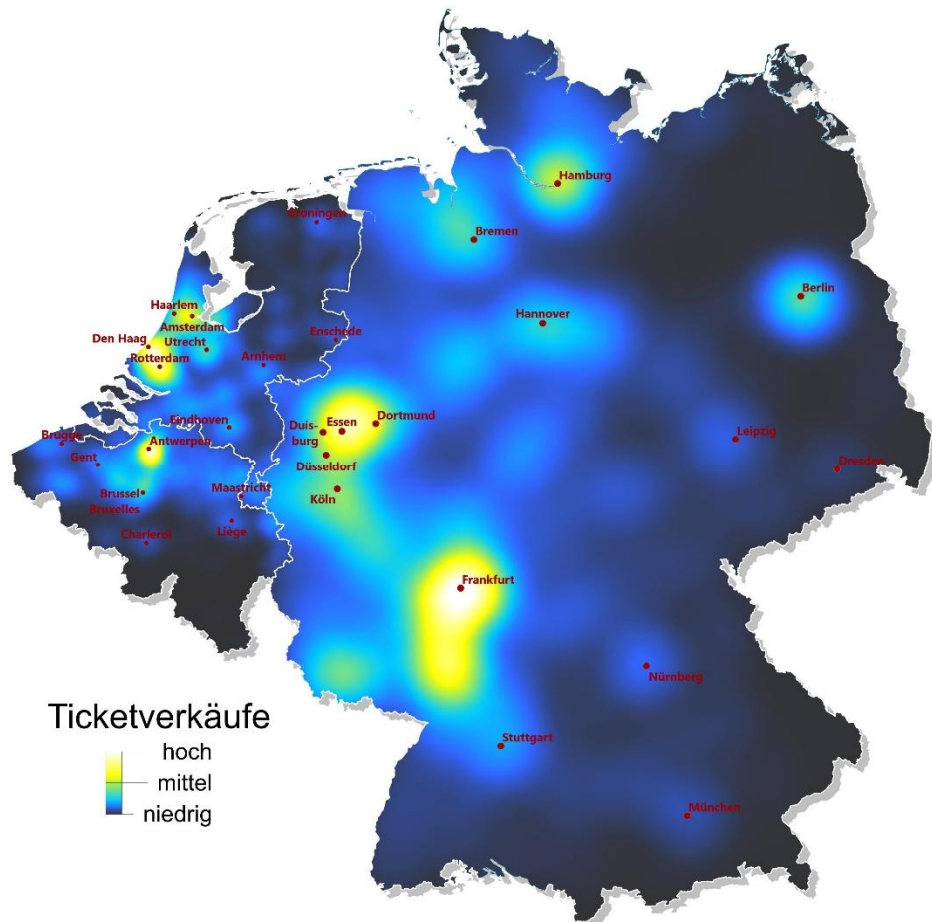 Hamburg
Groningen
Bremen
Berlin
Haarlem
Amsterdam
Hannover
Den Haag
Utrecht
Enschede
Rotterdam
Arnhem
Eindhoven
Duis-
burg
Essen
Dortmund
Brugge
Antwerpen
Leipzig
Gent
Düsseldorf
Dresden
Brussel
Bruxelles
Maastricht
Köln
Charleroi
Liège
Frankfurt
Nürnberg
Ticketverkäufe
hoch
mittel
niedrig
Stuttgart
München